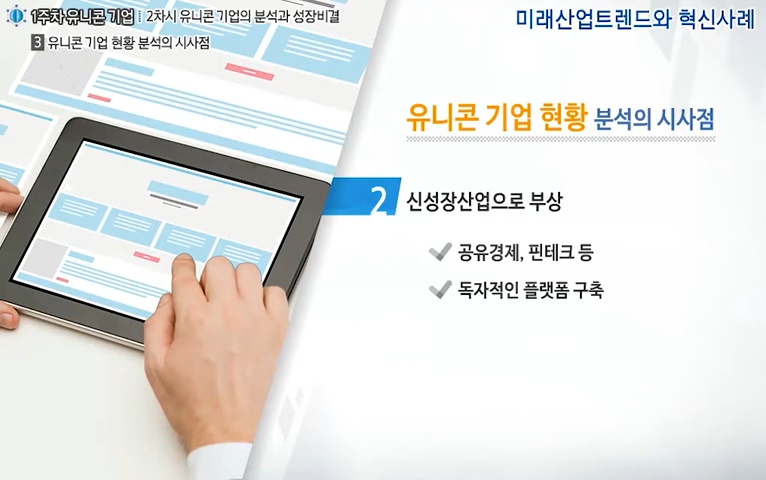 1주차 유니콘 기업 2차시 유니콘 기업의 분석과 성장비결
3 유니콘 기업 현황 분석의 시사점
미래산업트렌드와 혁신사례
유니콘 기업 현황 분석의 시사점
2 신성장산업으로 부상
공유경제, 핀테크 등
독자적인 플랫폼 구축